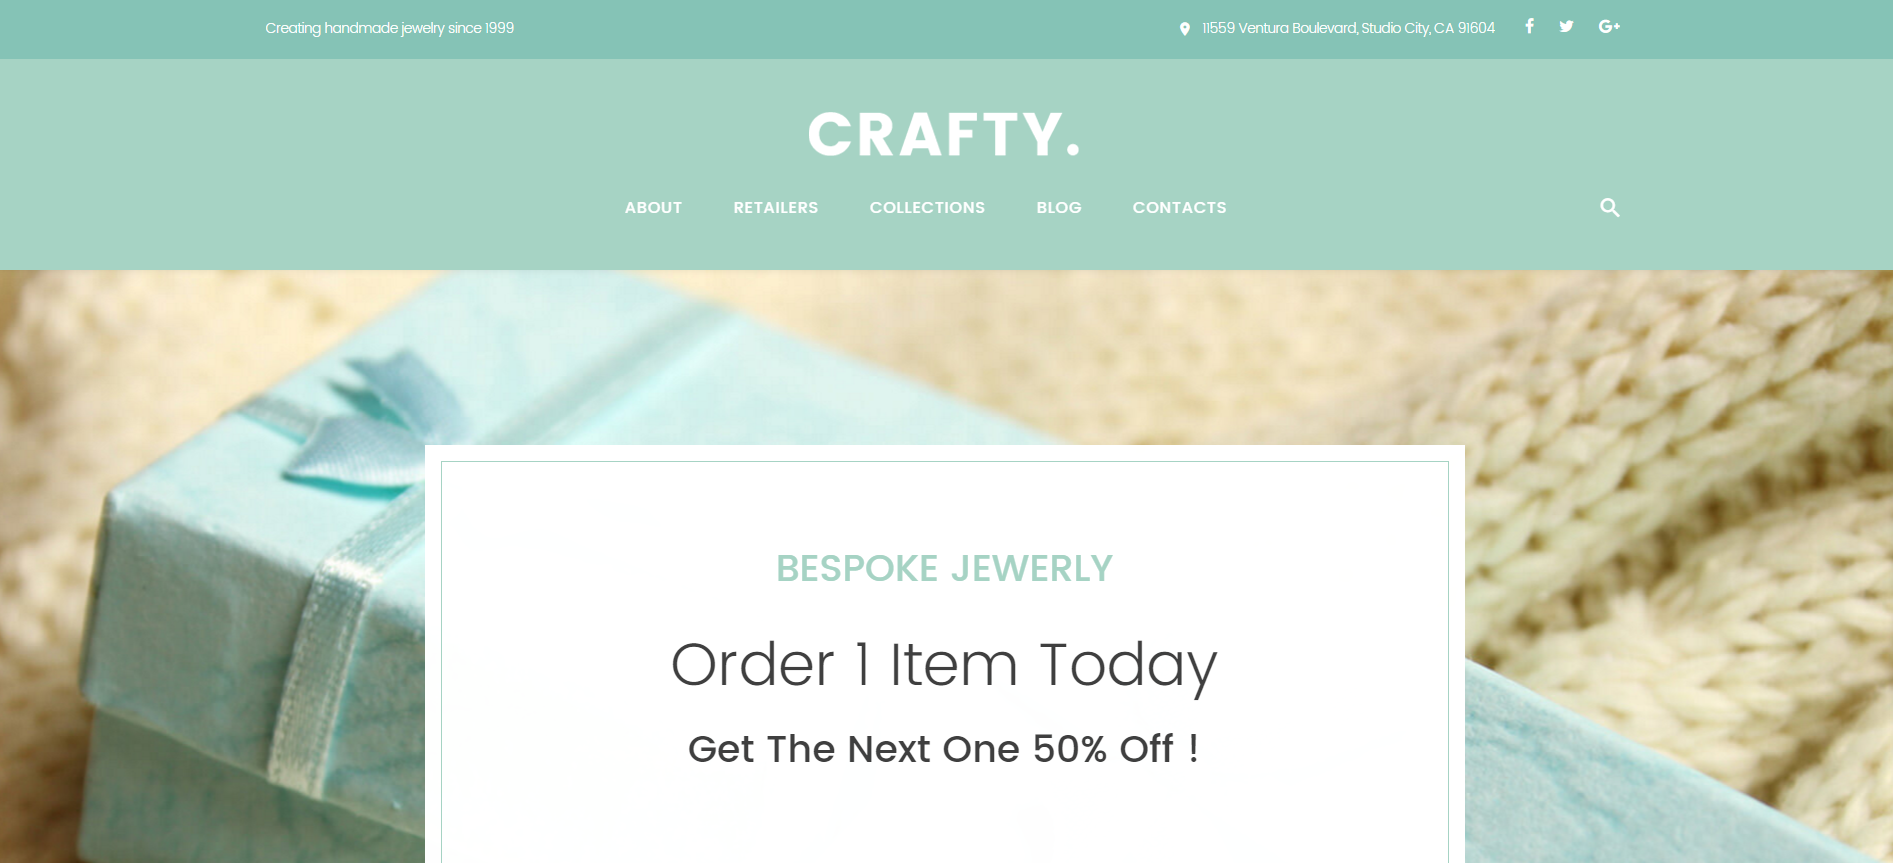 Creating handmade jewelry since 1999
11559 Ventura Boulevard, Studio City, CA 91604
CRAFTY.
ABOUT RETAILERS COLLECTIONS BLOG CONTACTS
BESPOKE JEWERLY
Order 1 Item Today
Get The Next One 50% Off !